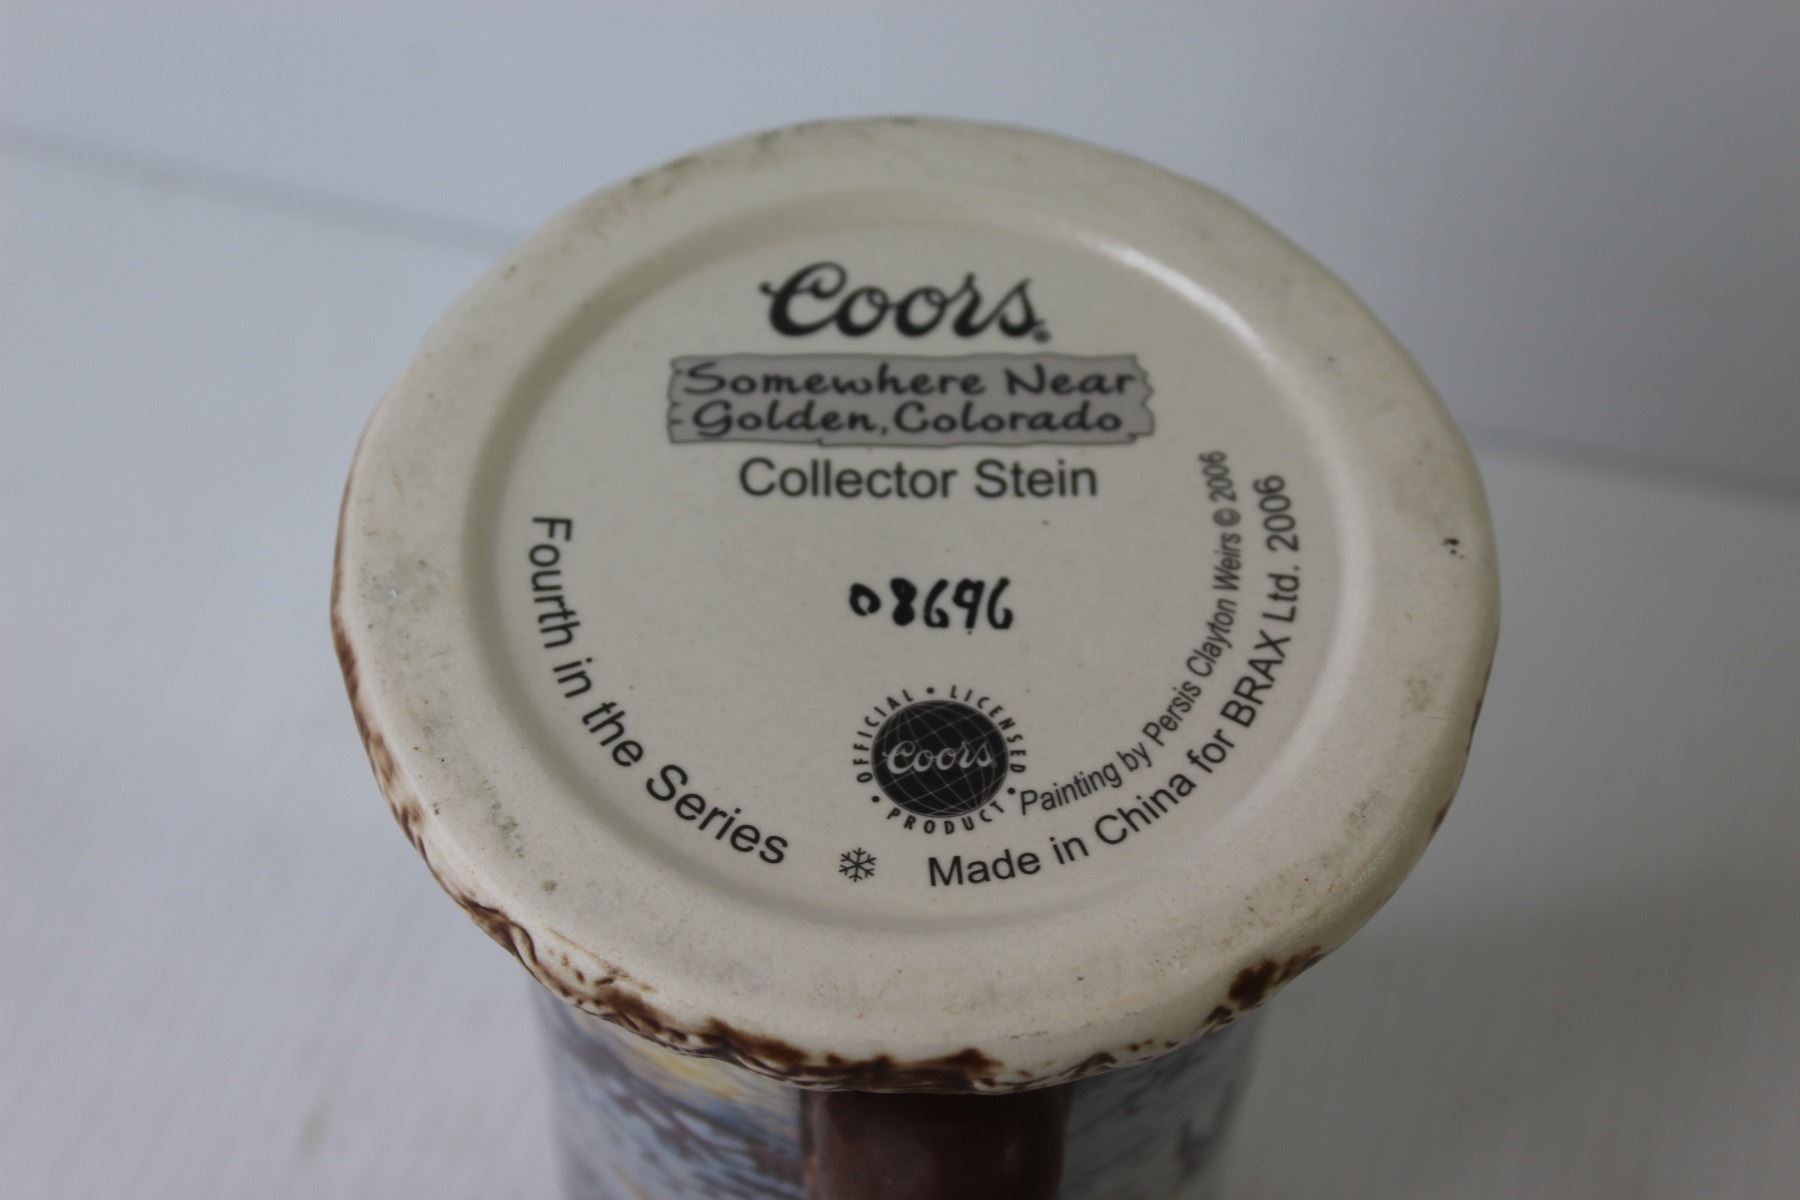 Coors®
Somewhere Near
Golden, Colorado
Collector Stein
08696
OFFICIAL • LICENSED • PRODUCT •
Coors
Fourth in the Series
Painting by Persis Clayton Weirs © 2006
Made in China for BRAX Ltd. 2006